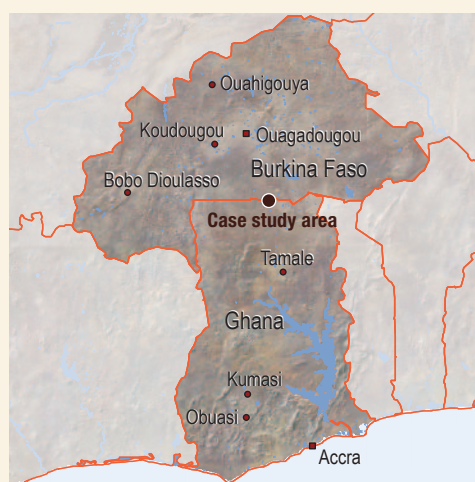 Ouahigouya
Koudougou
Ouagadougou
Burkina Faso
Bobo Dioulasso
Case study area
Tamale
Ghana
Kumasi
Obuasi
Accra